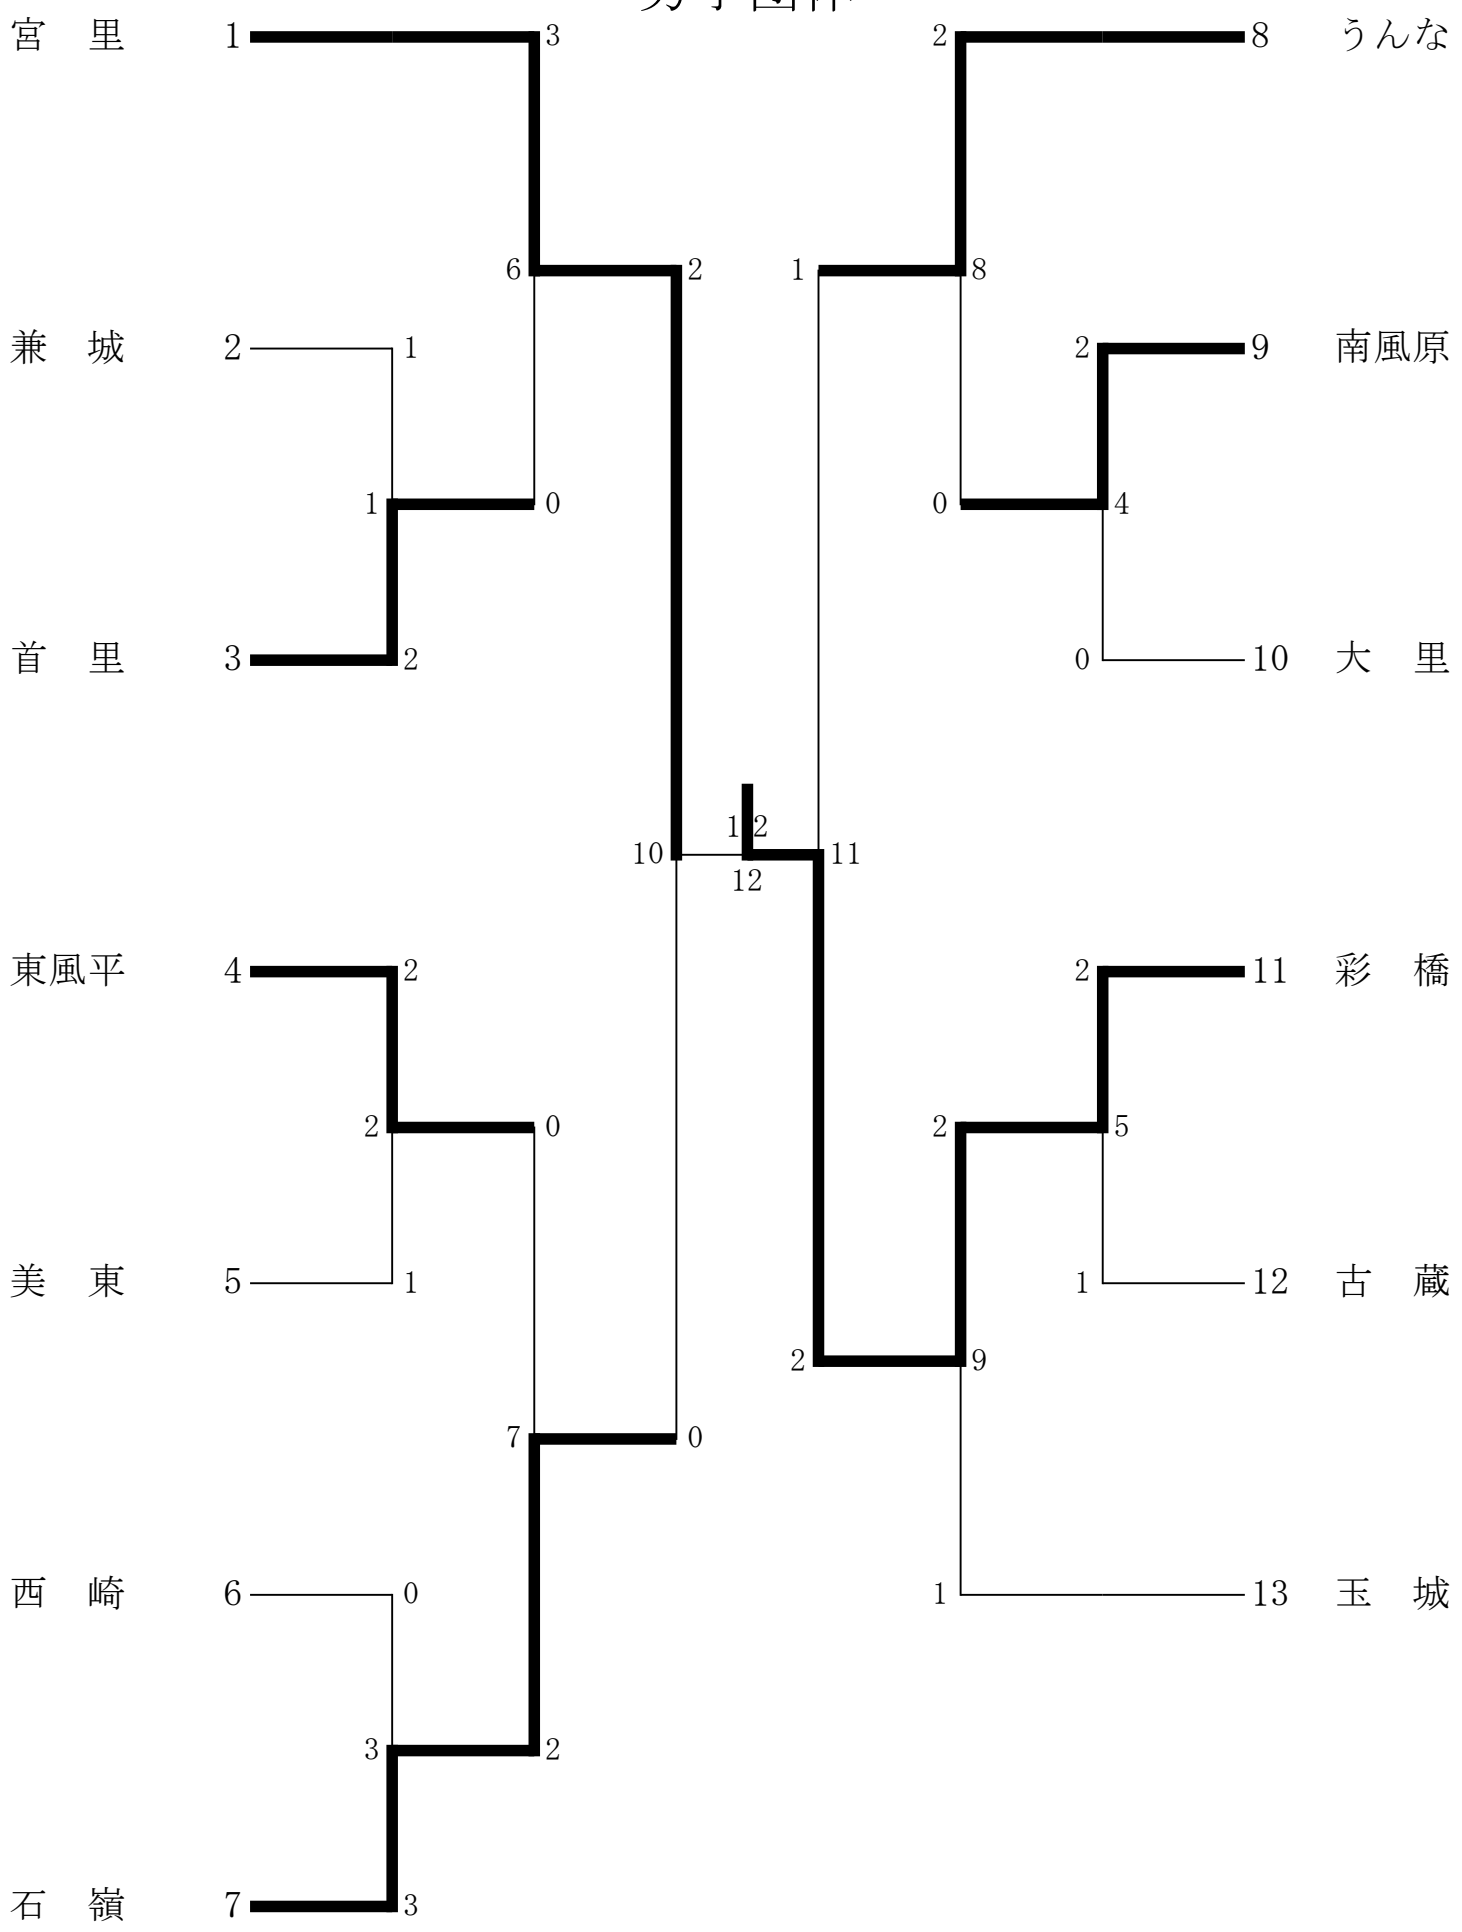 男子団体
宮 里 1 3 2 8 うんな
6 2 1 8
兼 城 2 1 2 9 南風原
1 0 0 4
首 里 3 2 0 10 大 里
1 2
10 11
12
東風平 4 2 2 11 彩 橋
2 0 2 5
美 東 5 1 1 12 古 蔵
2 9
7 0
西 崎 6 0 1 13 玉 城
3 2
石 嶺 7 3